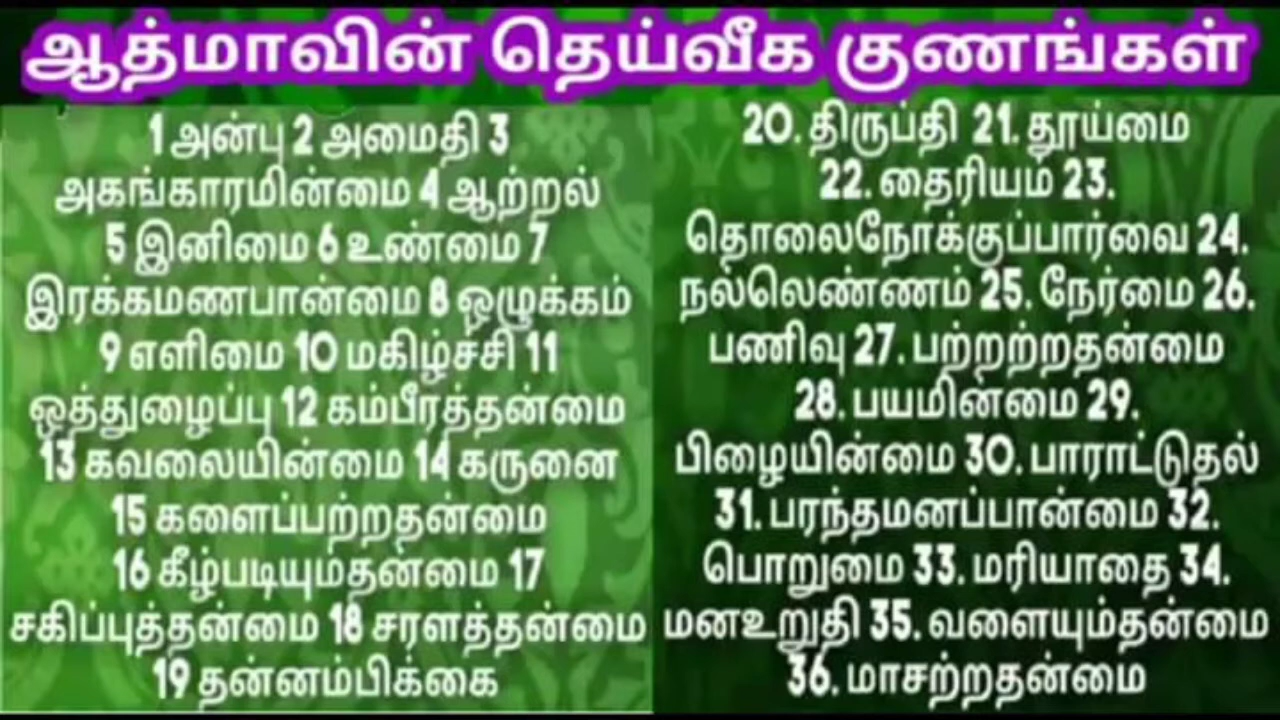 ஆத்மாவின் தெய்வீக குணங்கள்
1 அன்பு 2 அமைதி 3
அகங்காரமின்மை 4 ஆற்றல்
5 இனிமை 6 உண்மை 7
இரக்கமணபான்மை 8 ஒழுக்கம்
9 எளிமை 10 மகிழ்ச்சி 11
ஒத்துழைப்பு 12 கம்பீரத்தன்மை
13 கவலையின்மை 14 கருனை
15 களைப்பற்றதன்மை
16 கீழ்படியும்தன்மை 17
சகிப்புத்தன்மை 18 சரளத்தன்மை
19 தன்னம்பிக்கை
20. திருப்தி 21. தூய்மை
22. தைரியம் 23.
தொலைநோக்குப்பார்வை 24.
நல்லெண்ணம் 25. நேர்மை 26.
பணிவு 27. பற்றற்றதன்மை
28. பயமின்மை 29.
பிழையின்மை 30. பாராட்டுதல்
31. பரந்தமனப்பான்மை 32.
பொறுமை 33. மரியாதை 34.
மனஉறுதி 35. வளையும்தன்மை
36. மாசற்றதன்மை